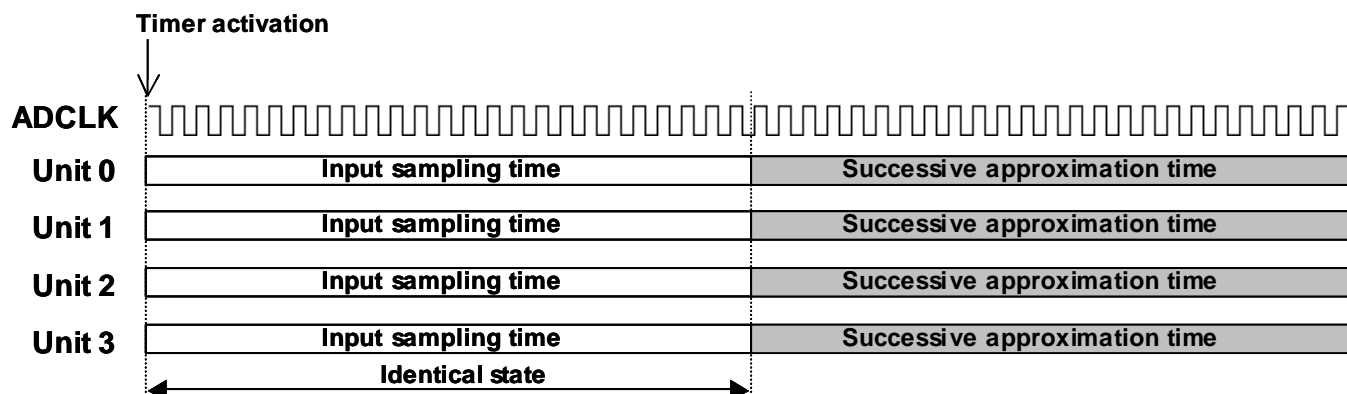 Timer activation
ADCLK
Unit 0 Input sampling time Successive approximation time
Unit 1 Input sampling time Successive approximation time
Unit 2 Input sampling time Successive approximation time
Unit 3 Input sampling time Successive approximation time
Identical state